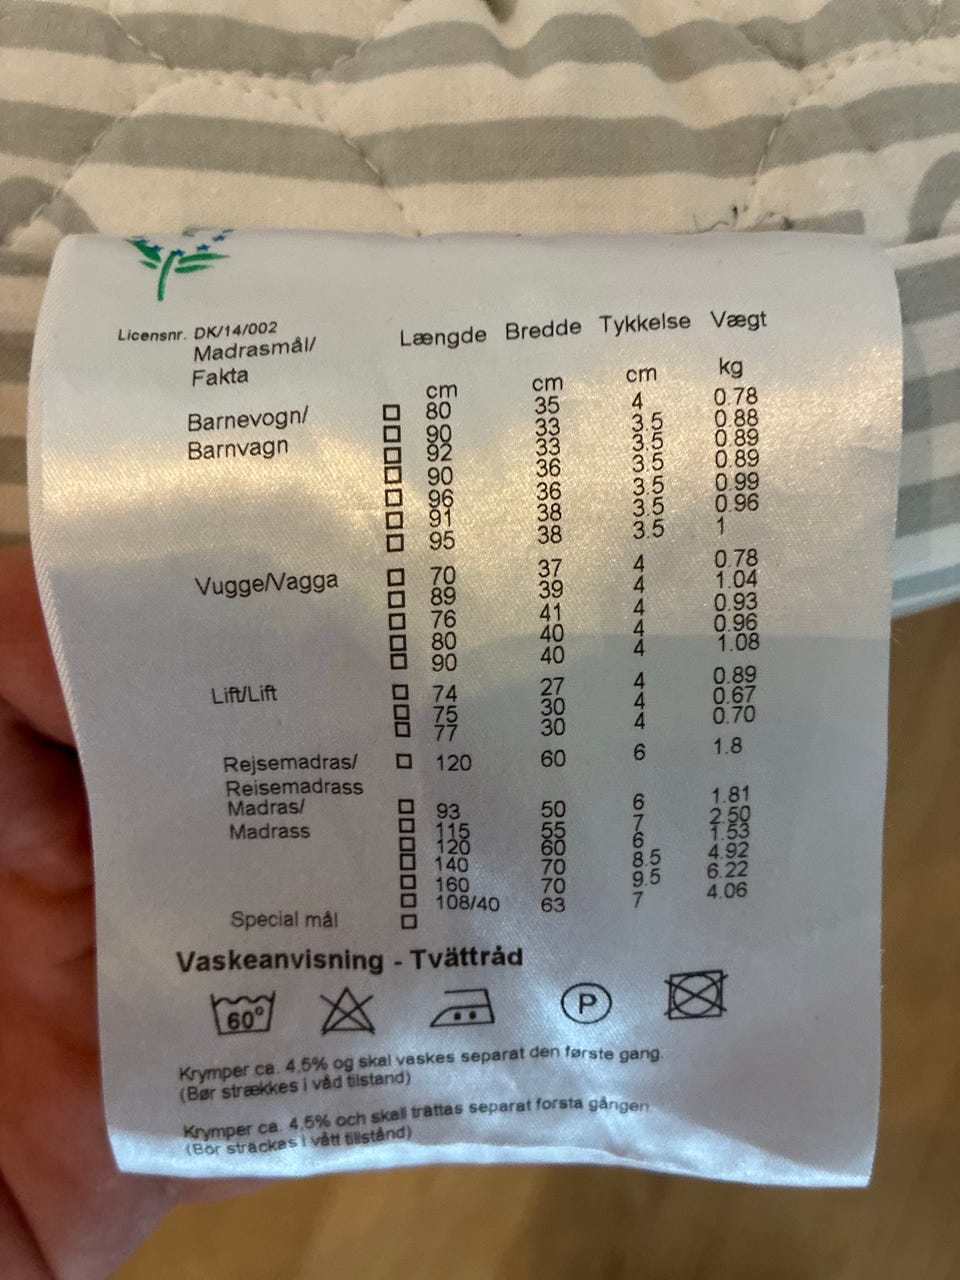 Licensnr. DK/14/002
Madrasmål/ Længde Bredde Tykkelse Vægt
Fakta
cm cm cm kg
Barnevogn/ 80 35 4 0.78
Barnvagn 90 33 3.5 0.88
92 33 3.5 0.89
90 36 3.5 0.89
96 36 3.5 0.99
91 38 3.5 0.96
95 38 3.5 1
Vugge/Vagga 70 37 4 0.78
89 39 4 1.04
76 41 4 0.93
80 40 4 0.96
90 40 4 1.08
Lift/Lift 74 27 4 0.89
75 30 4 0.67
77 30 4 0.70
Rejsemadras/ 120 60 6 1.8
Reisemadrass
Madras/ 93 50 6 1.81
Madrass 115 55 7 2.50
120 60 6 1.53
140 70 8.5 4.92
160 70 9.5 6.22
108/40 63 7 4.06
Special mål
Vaskeanvisning - Tvättråd
60° P
Krymper ca. 4,5% og skal vaskes separat den første gang.
(Bør strækkes i våd tilstand)
Krymper ca. 4,5% och skall trättas separat forsta gången
(Bör sträckas i vått tillstånd)